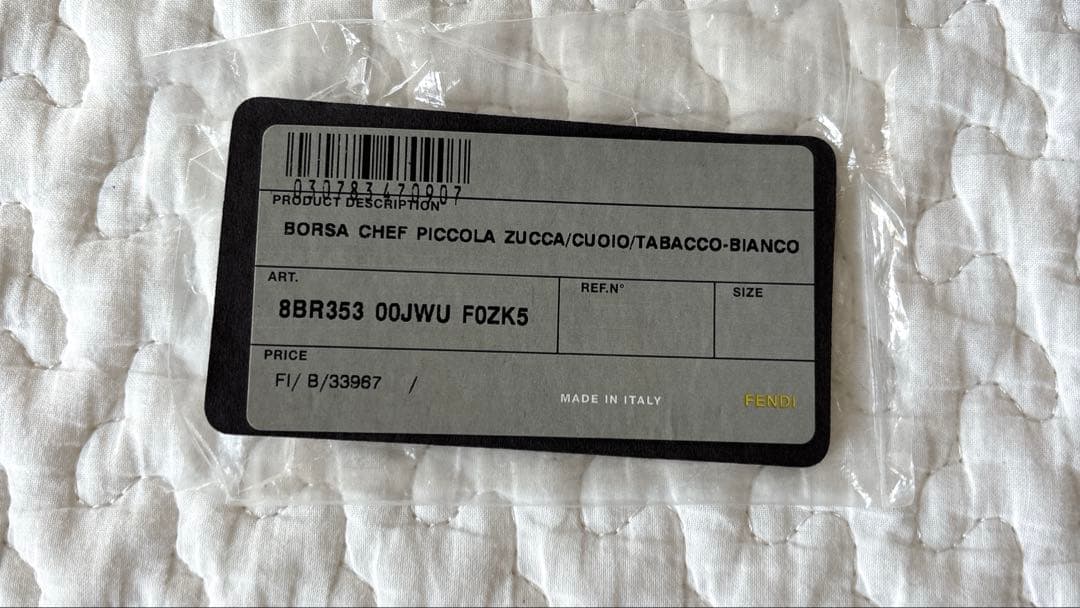 030783470907
PRODUCT DESCRIPTION
BORSA CHEF PICCOLA ZUCCA/CUOIO/TABACCO-BIANCO
ART.
8BR353 00JWU F0ZK5
REF.N°
SIZE
PRICE
FI/ B/33967 /
MADE IN ITALY
FENDI